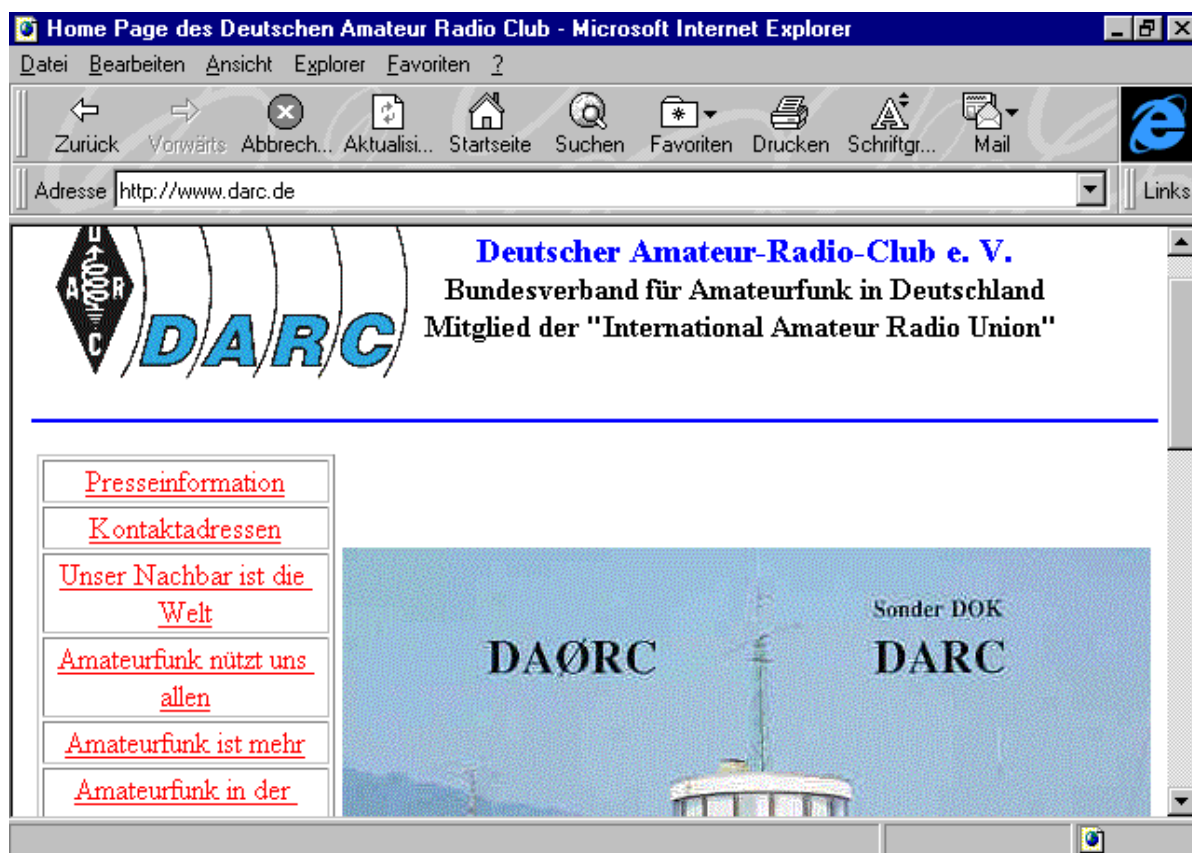 Home Page des Deutschen Amateur Radio Club - Microsoft Internet Explorer
Datei Bearbeiten Ansicht Explorer Favoriten ?
Zurück Vorwärts Abbrech... Aktualisi... Startseite Suchen Favoriten Drucken Schriftgr... Mail
Adresse http://www.darc.de Links
U
A R
C
DARC
Deutscher Amateur-Radio-Club e. V.
Bundesverband für Amateurfunk in Deutschland
Mitglied der "International Amateur Radio Union"
Presseinformation
Kontaktadressen
Unser Nachbar ist die
Welt
Amateurfunk nützt uns
allen
Amateurfunk ist mehr
Amateurfunk in der
Sonder DOK
DAØRC DARC